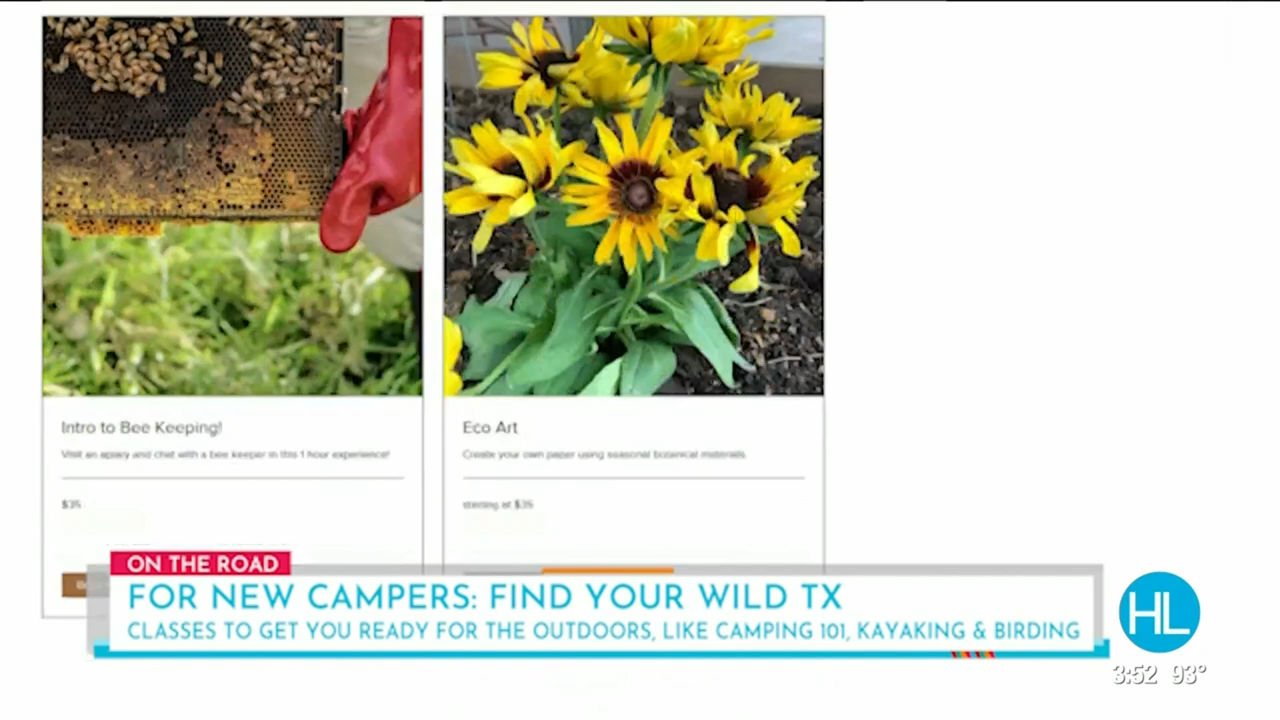 Intro to Bee Keeping!
Eco Art
Visit an apiary and chat with a bee keeper in this 1 hour experience!
Create your own paper using seasonal botanical materials.
$35
starting at $35
ON THE ROAD
FOR NEW CAMPERS: FIND YOUR WILD TX
CLASSES TO GET YOU READY FOR THE OUTDOORS, LIKE CAMPING 101, KAYAKING & BIRDING
HL
3:52 93°